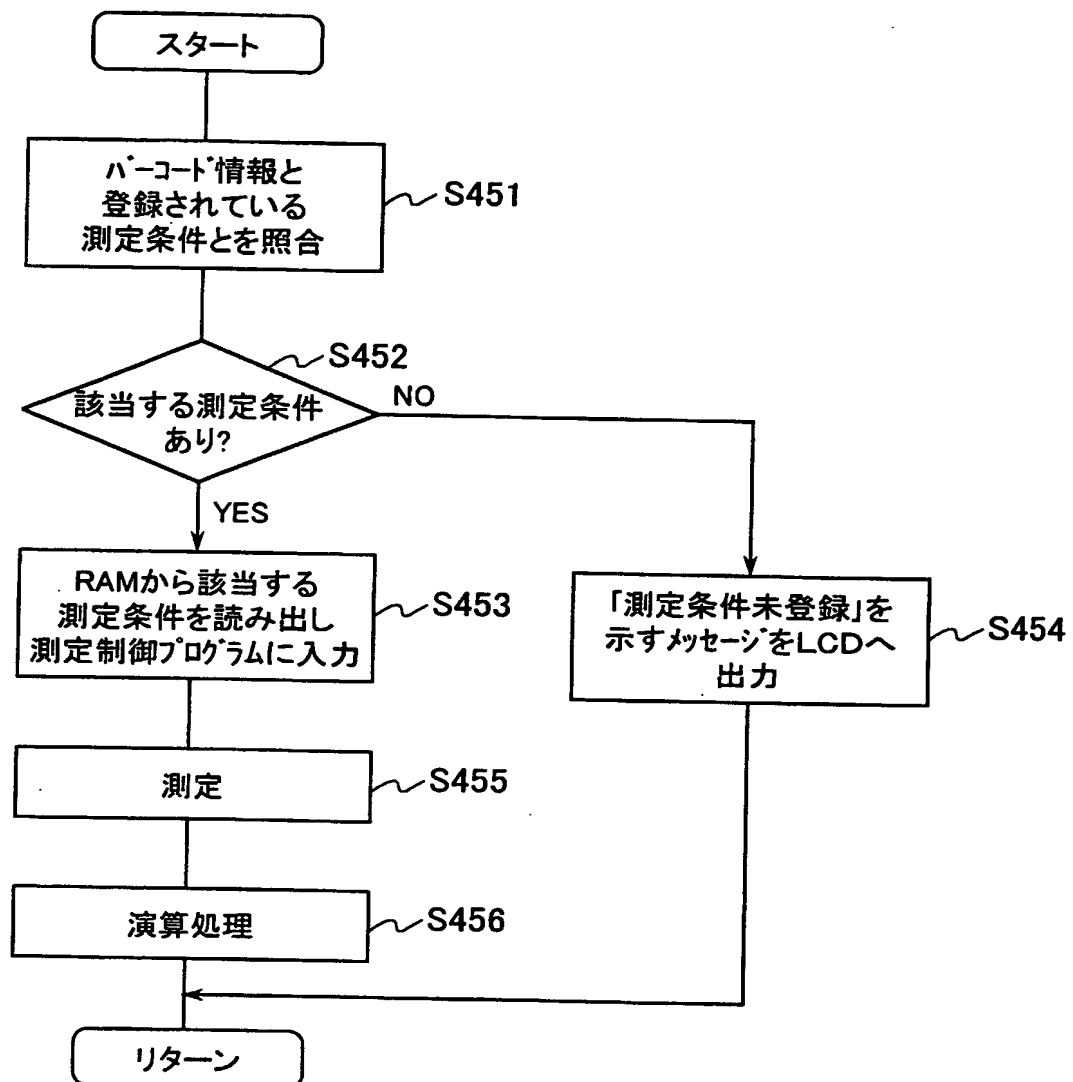 スタート
バーコード情報と
登録されている
測定条件とを照合
S451
S452
該当する測定条件
あり?
NO
YES
RAMから該当する
測定条件を読み出し
測定制御プログラムに入力
S453
「測定条件未登録」を
示すメッセージをLCDへ
出力
S454
測定
S455
演算処理
S456
リターン